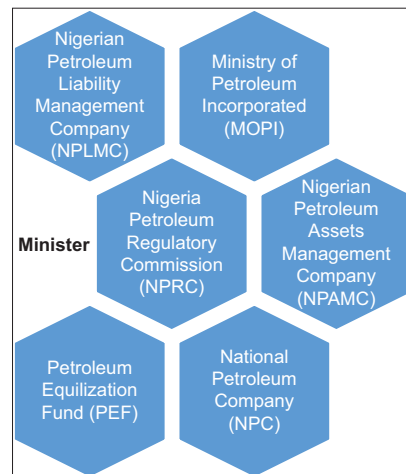 Nigerian
Petroleum
Liability
Management
Company
(NPLMC)
Ministry of
Petroleum
Incorporated
(MOPI)
Minister
Nigeria
Petroleum
Regulatory
Commission
(NPRC)
Nigerian
Petroleum
Assets
Management
Company
(NPAMC)
Petroleum
Equilization
Fund (PEF)
National
Petroleum
Company
(NPC)